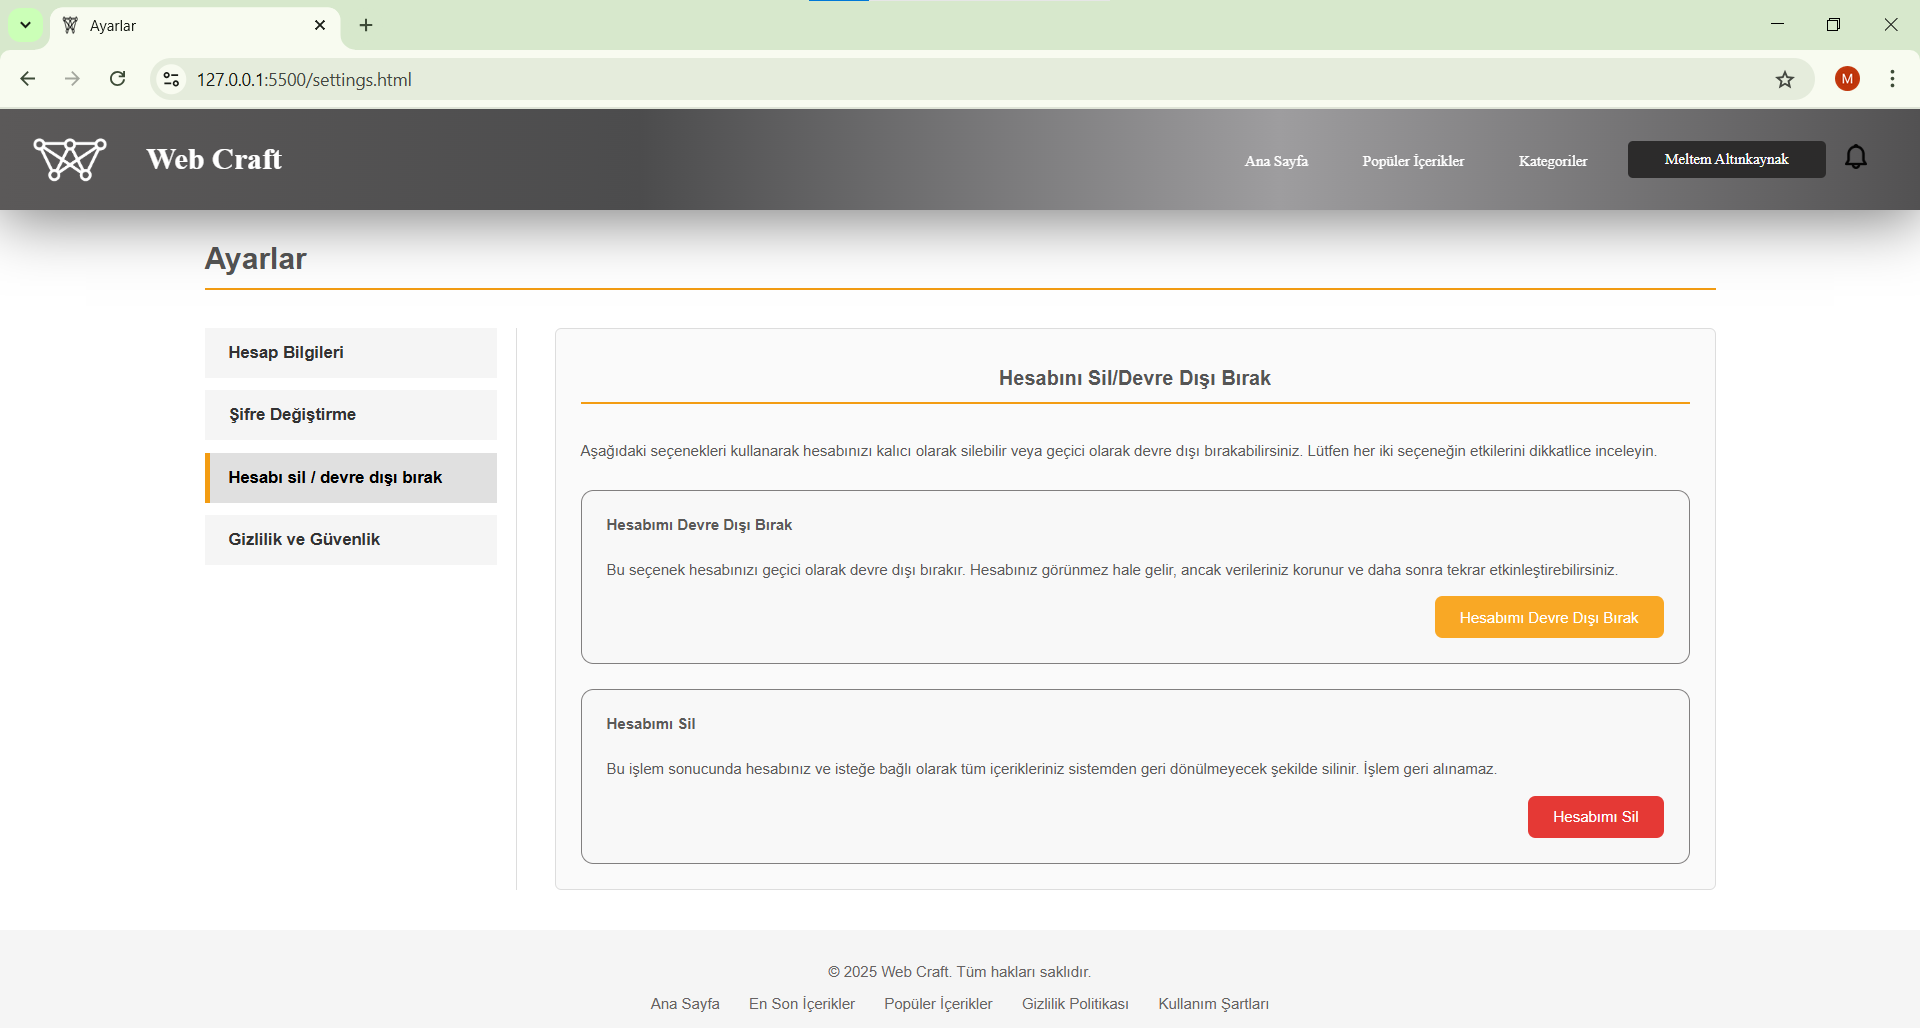 Ayarlar
127.0.0.1:5500/settings.html
M
Web Craft
Ana Sayfa
Popüler İçerikler
Kategoriler
Meltem Altınkaynak
Ayarlar
Hesap Bilgileri
Şifre Değiştirme
Hesabı sil / devre dışı bırak
Gizlilik ve Güvenlik
Hesabını Sil/Devre Dışı Bırak
Aşağıdaki seçenekleri kullanarak hesabınızı kalıcı olarak silebilir veya geçici olarak devre dışı bırakabilirsiniz. Lütfen her iki seçeneğin etkilerini dikkatlice inceleyin.
Hesabımı Devre Dışı Bırak
Bu seçenek hesabınızı geçici olarak devre dışı bırakır. Hesabınız görünmez hale gelir, ancak verileriniz korunur ve daha sonra tekrar etkinleştirebilirsiniz.
Hesabımı Devre Dışı Bırak
Hesabımı Sil
Bu işlem sonucunda hesabınız ve isteğe bağlı olarak tüm içerikleriniz sistemden geri dönülmeyecek şekilde silinir. İşlem geri alınamaz.
Hesabımı Sil
© 2025 Web Craft. Tüm hakları saklıdır.
Ana Sayfa
En Son İçerikler
Popüler İçerikler
Gizlilik Politikası
Kullanım Şartları